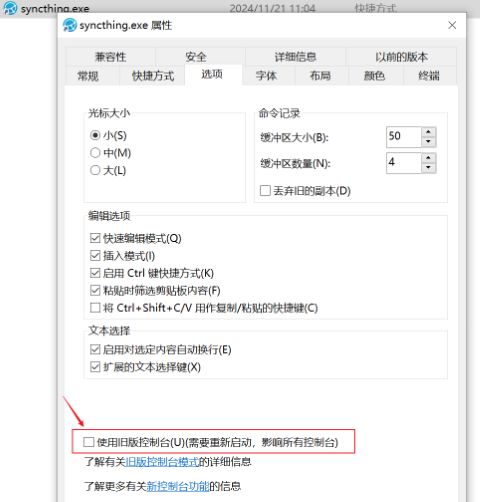 syncthing.exe 2024/11/21 11:04 快捷方式
syncthing.exe 属性
兼容性 安全 详细信息 以前的版本
常规 快捷方式 选项 字体 布局 颜色 终端
光标大小 命令记录
小(S) 缓冲区大小(B): 50
中(M)
缓冲区数量(N): 4
大(L)
丢弃旧的副本(D)
编辑选项
快速编辑模式(Q)
插入模式(I)
启用 Ctrl 键快捷方式(K)
粘贴时筛选剪贴板内容(F)
将 Ctrl+Shift+C/V 用作复制/粘贴的快捷键(C)
文本选择
启用对选定内容自动换行(E)
扩展的文本选择键(X)
使用旧版控制台(U)(需要重新启动，影响所有控制台)
了解有关旧版控制台模式的详细信息
了解更多有关新控制台功能的信息